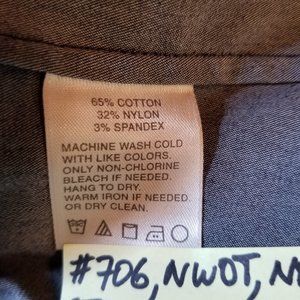 65% COTTON
32% NYLON
3% SPANDEX
MACHINE WASH COLD
WITH LIKE COLORS.
ONLY NON-CHLORINE
BLEACH IF NEEDED.
HANG TO DRY.
WARM IRON IF NEEDED.
OR DRY CLEAN.
#706, NWOT,